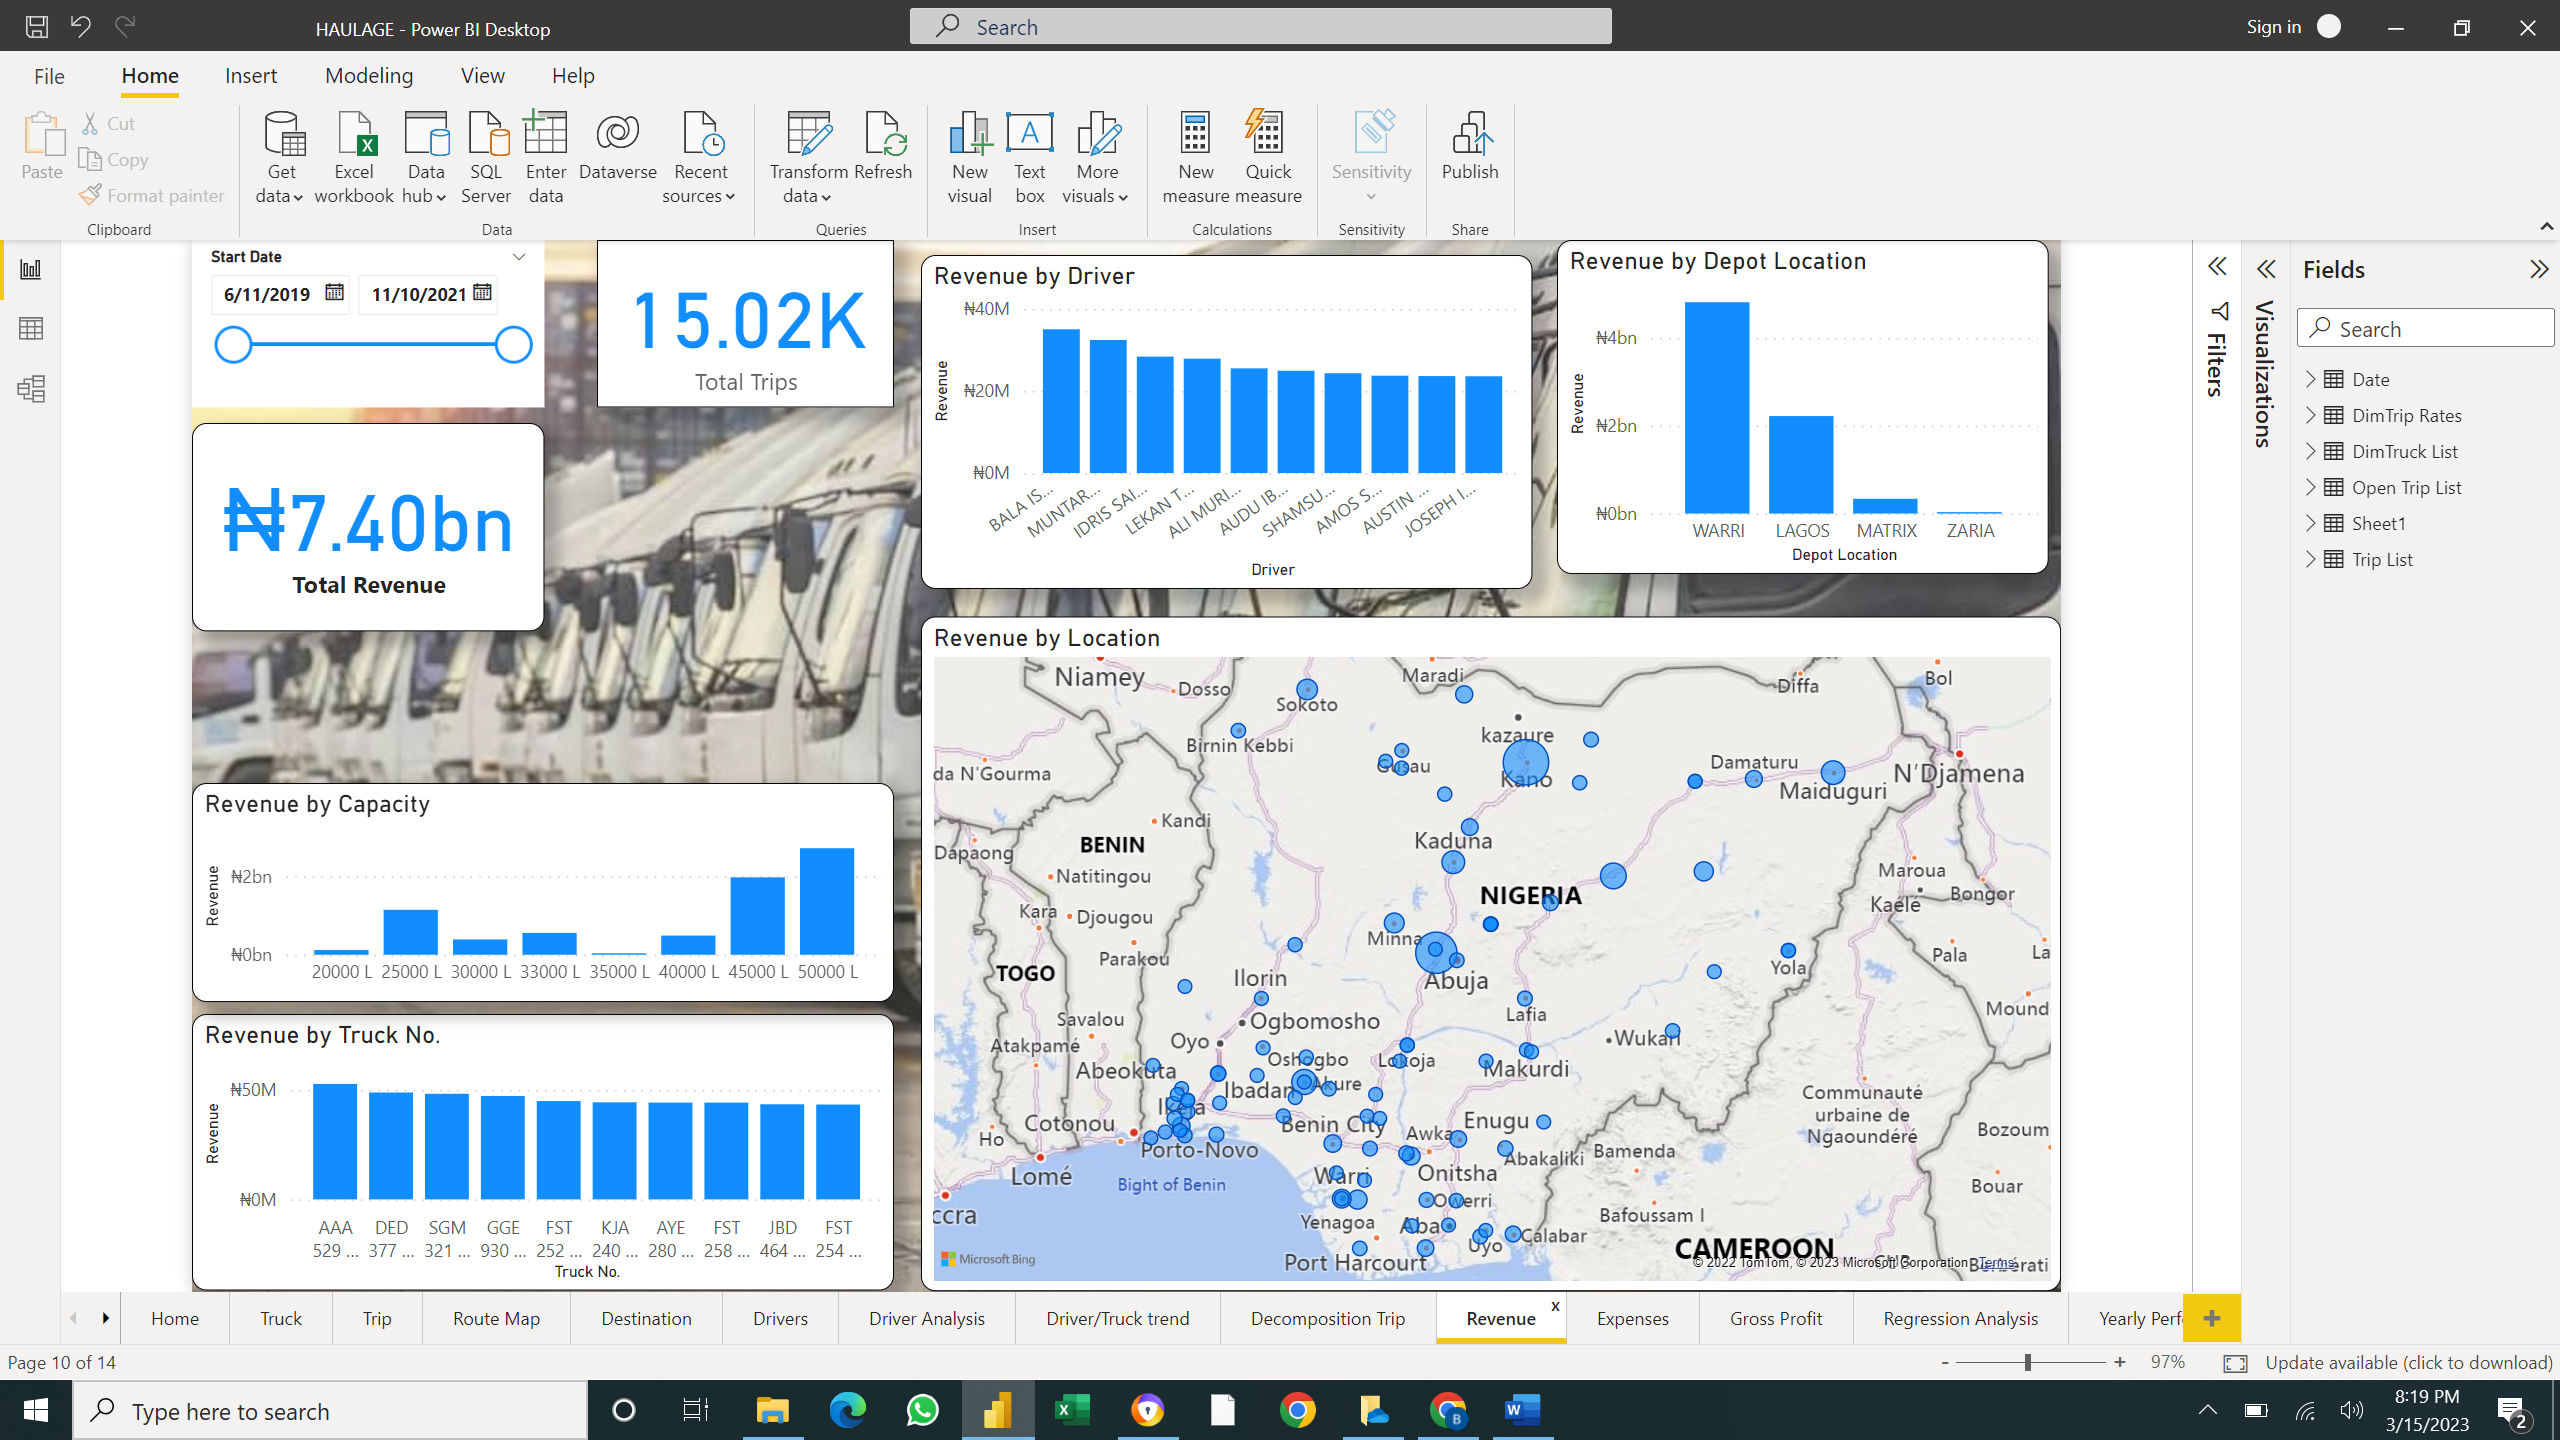 HAULAGE - Power BI Desktop
Search
Sign in
File
Home
Insert
Modeling
View
Help
Paste
Cut
Copy
Format painter
Clipboard
Get data
Excel workbook
Data hub
SQL Server
Enter data
Dataverse
Recent sources
Data
Transform data
Refresh
Queries
New visual
Text box
More visuals
Insert
New measure
Quick measure
Calculations
Sensitivity
Sensitivity
Publish
Share
Start Date
6/11/2019
11/10/2021
15.02K
Total Trips
₦7.40bn
Total Revenue
Revenue by Driver
Revenue
₦40M
₦20M
₦0M
BALA IS...
MUNTAR...
IDRIS SAI...
LEKAN T...
ALI MURI...
AUDU IB...
SHAMSU...
AMOS S...
AUSTIN ...
JOSEPH I...
Driver
Revenue by Depot Location
Revenue
₦4bn
₦2bn
₦0bn
WARRI
LAGOS
MATRIX
ZARIA
Depot Location
Revenue by Capacity
Revenue
₦2bn
₦0bn
20000 L
25000 L
30000 L
33000 L
35000 L
40000 L
45000 L
50000 L
Revenue by Truck No.
Revenue
₦50M
₦0M
AAA 529 ...
DED 377 ...
SGM 321 ...
GGE 930 ...
FST 252 ...
KJA 240 ...
AYE 280 ...
FST 258 ...
JBD 464 ...
FST 254 ...
Truck No.
Revenue by Location
Niamey
Dosso
Sokoto
Maradi
Diffa
Bol
Birnin Kebbi
kazaure
Gusau
Kano
Damaturu
Maiduguri
N'Djamena
da N'Gourma
Kandi
BENIN
Kaduna
Dapaong
Natitingou
Maroua
NIGERIA
Bongor
Kaélé
Kara
Djougou
Minna
Parakou
Pala
La
TOGO
Ilorin
Abuja
Yola
Mound
Savalou
Ogbomosho
Lafia
Atakpamé
Oyo
Oshogbo
Lokoja
Wukari
Abeokuta
Ibadan
Akure
Makurdi
Communauté
urbaine de
Ngaoundéré
Ikeja
Cotonou
Benin City
Awka
Enugu
Ho
Porto-Novo
Abakaliki
Bamenda
Bozoum
Lomé
Bight of Benin
Warri
Onitsha
Owerri
Bouar
ccra
Yenagoa
Aba
Uyo
Calabar
Bafoussam I
Port Harcourt
CAMEROON
Microsoft Bing
© 2022 TomTom, © 2023 Microsoft Corporation
Terms
Filters
Visualizations
Fields
Search
Date
DimTrip Rates
DimTruck List
Open Trip List
Sheet1
Trip List
Home
Truck
Trip
Route Map
Destination
Drivers
Driver Analysis
Driver/Truck trend
Decomposition Trip
Revenue
x
Expenses
Gross Profit
Regression Analysis
Yearly Perf
+
Page 10 of 14
-
+
97%
Update available (click to download)
Type here to search
8:19 PM
3/15/2023
2